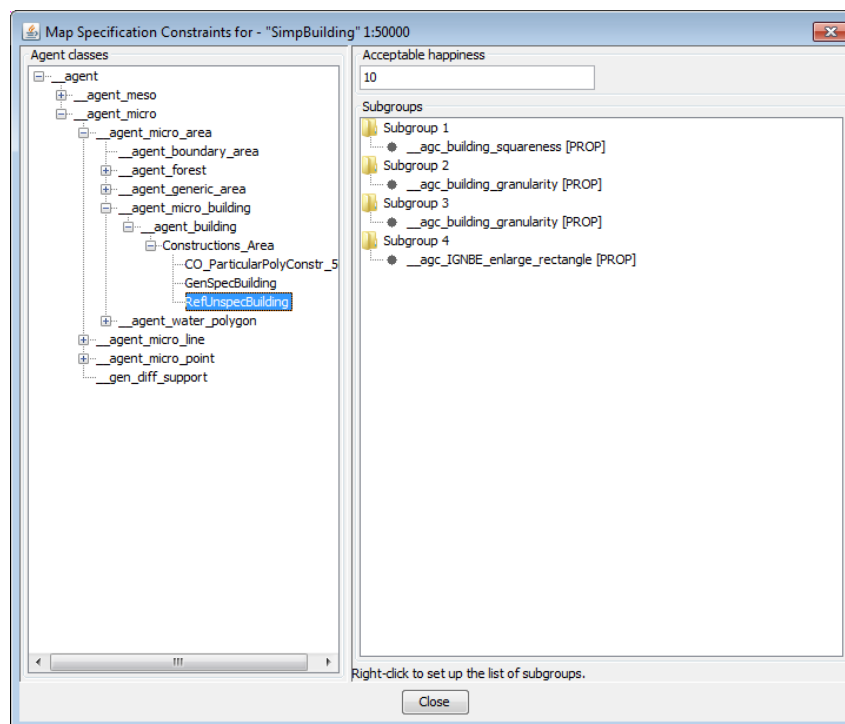 Map Specification Constraints for - "SimpBuilding" 1:50000
Agent classes
__agent
__agent_meso
__agent_micro
__agent_micro_area
__agent_boundary_area
__agent_forest
__agent_generic_area
__agent_micro_building
__agent_building
Constructions_Area
CO_ParticularPolyConstr_5
GenSpecBuilding
RefUnspecBuilding
__agent_water_polygon
__agent_micro_line
__agent_micro_point
__gen_diff_support
Acceptable happiness
10
Subgroups
Subgroup 1
__agc_building_squareness [PROP]
Subgroup 2
__agc_building_granularity [PROP]
Subgroup 3
__agc_building_granularity [PROP]
Subgroup 4
__agc_IGNBE_enlarge_rectangle [PROP]
Right-click to set up the list of subgroups.
Close